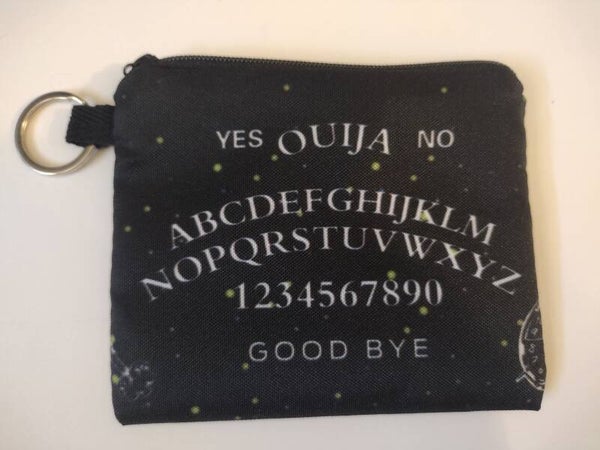 YES OUIJA NO
ABCDEFGHIJKLM
NOPQRSTUVWXYZ
1234567890
GOOD BYE